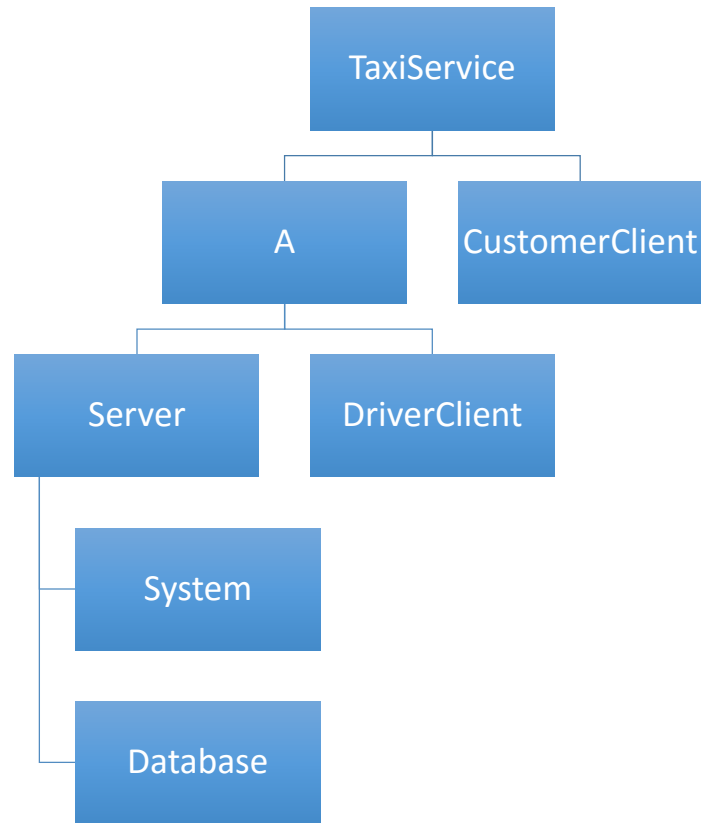 TaxiService
A
CustomerClient
Server
DriverClient
System
Database